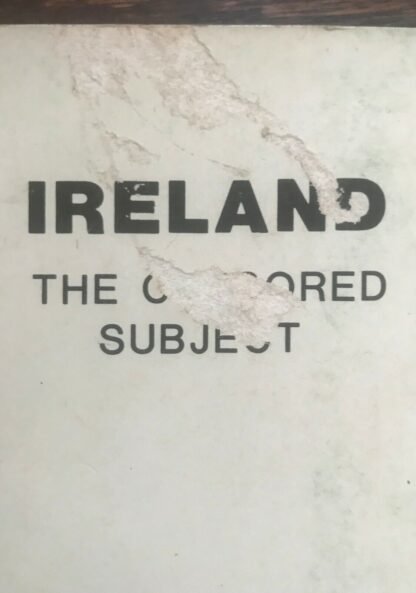 IRELAND
THE
SUBJECT